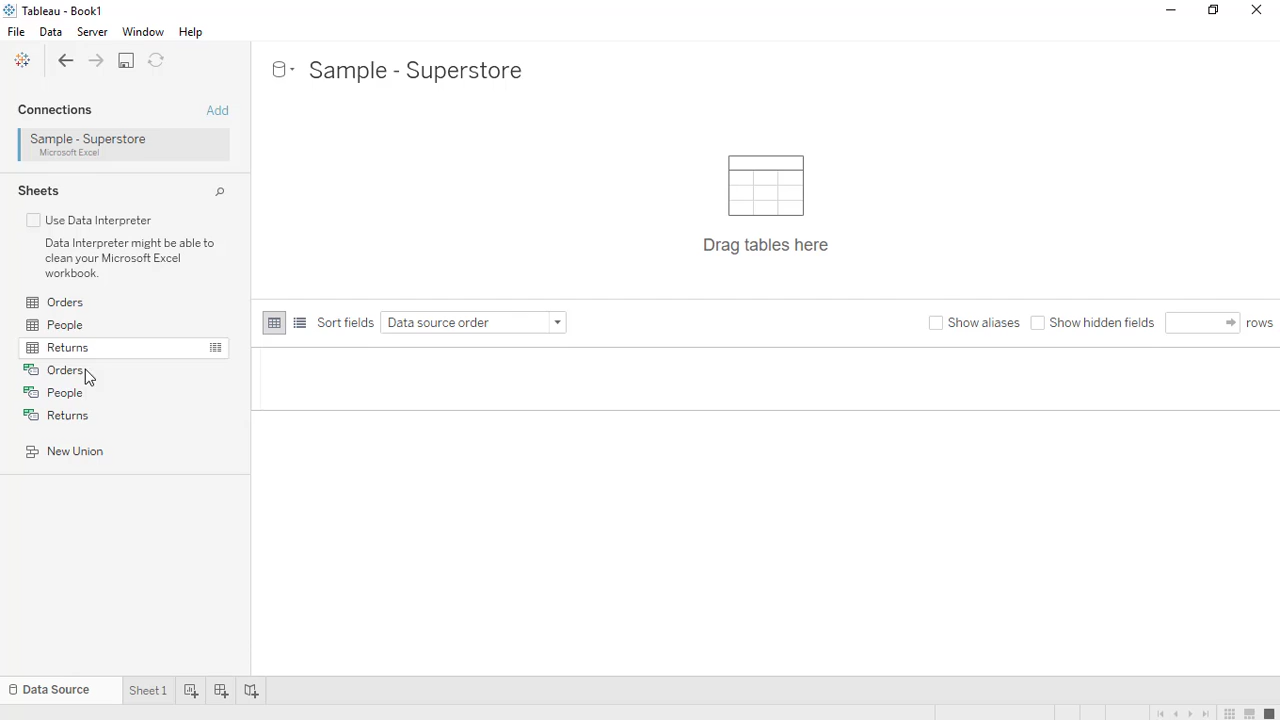 Tableau - Book1
File Data Server Window Help
Sample - Superstore
Connections Add
Sample - Superstore
Microsoft Excel
Sheets
Use Data Interpreter
Data Interpreter might be able to
clean your Microsoft Excel
workbook.
Drag tables here
Orders
People
Returns
Orders
People
Returns
New Union
Sort fields Data source order Show aliases Show hidden fields rows
Data Source Sheet 1